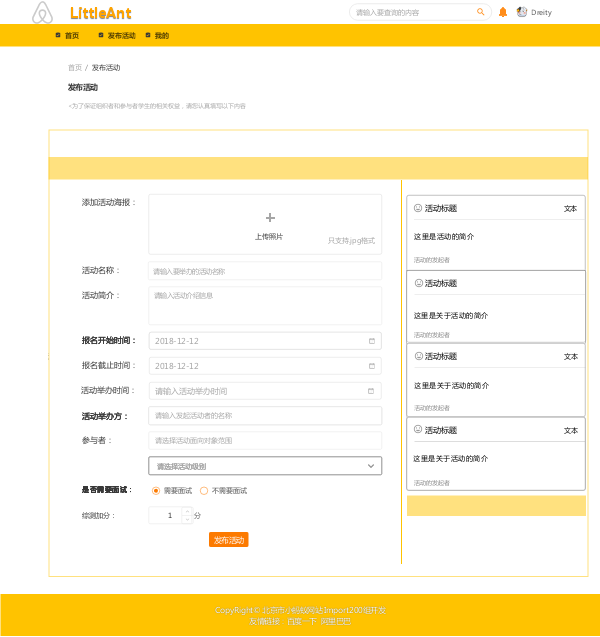 LittleAnt
请输入要查询的内容
Dreity
首页 发布活动 我的
首页 / 发布活动
发布活动
*为了保证组织者和参与者学生的相关权益，请您认真填写以下内容
添加活动海报：
上传照片
只支持.jpg格式
活动名称：
请输入要举办的活动名称
活动简介：
请输入活动介绍信息
报名开始时间：
2018-12-12
报名截止时间：
2018-12-12
活动举办时间：
请输入活动举办时间
活动举办方：
请输入发起活动者的名称
参与者：
请选择活动面向对象范围
请选择活动级别
是否需要面试：
需要面试 不需要面试
综测加分：
1 分
发布活动
活动标题 文本
这里是活动的简介
活动的发起者
活动标题
这里是关于活动的简介
活动的发起者
活动标题 文本
这里是关于活动的简介
活动的发起者
活动标题 文本
这里是关于活动的简介
活动的发起者
CopyRight © 北京市小蚂蚁网站Import200组开发
友情链接 百度一下 阿里巴巴